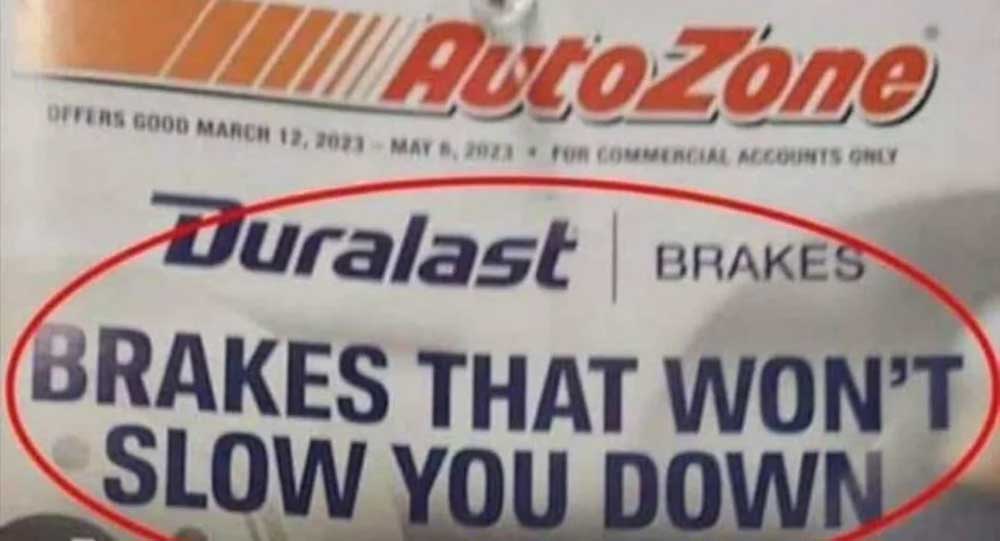 AutoZone
OFFERS GOOD MARCH 12, 2023 - MAY 6, 2023 • FOR COMMERCIAL ACCOUNTS ONLY
Duralast | BRAKES
BRAKES THAT WON'T
SLOW YOU DOWN